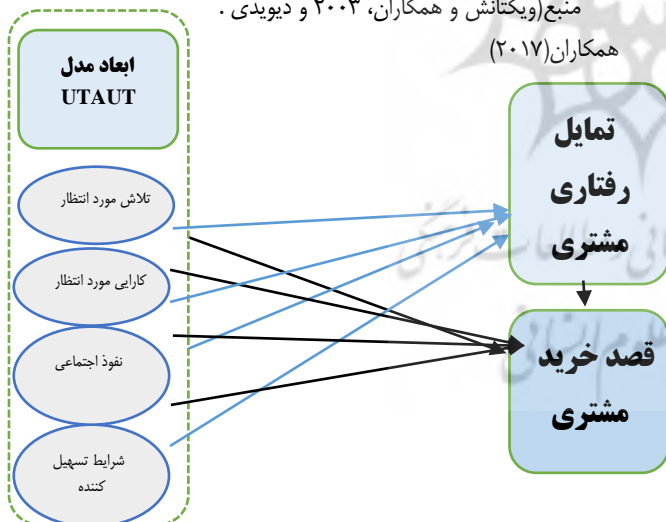 منبع(ویکتانش و همکاران، ۲۰۰۳ و دیویدی .
همکاران(۲۰۱۷)
ابعاد مدل
UTAUT
تلاش مورد انتظار
کارایی مورد انتظار
نفوذ اجتماعی
شرایط تسهیل
کننده
تمایل
رفتاری
مشتری
قصد خرید
مشتری